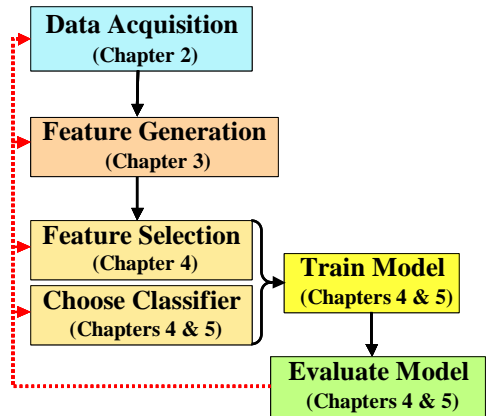 Data Acquisition
(Chapter 2)
Feature Generation
(Chapter 3)
Feature Selection
(Chapter 4)
Choose Classifier
(Chapters 4 & 5)
Train Model
(Chapters 4 & 5)
Evaluate Model
(Chapters 4 & 5)